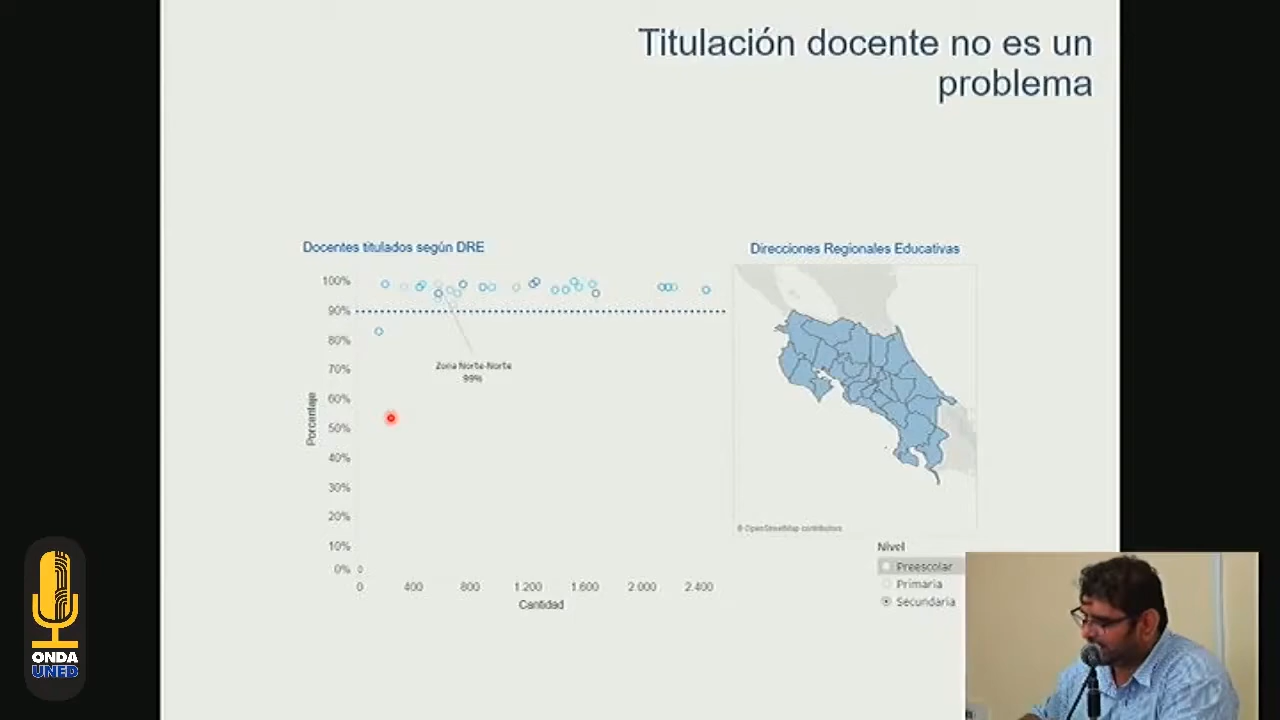 Titulación docente no es un
problema
Docentes titulados según DRE
Direcciones Regionales Educativas
100%
90%
80%
70%
60%
50%
40%
30%
20%
10%
0%
0
Porcentaje
Zona Norte-Norte
99%
0
400
800
1.200
1.600
2.000
2.400
Cantidad
© OpenStreetMap contributors
Nivel
Preescolar
Primaria
Secundaria
ONDA
UNED